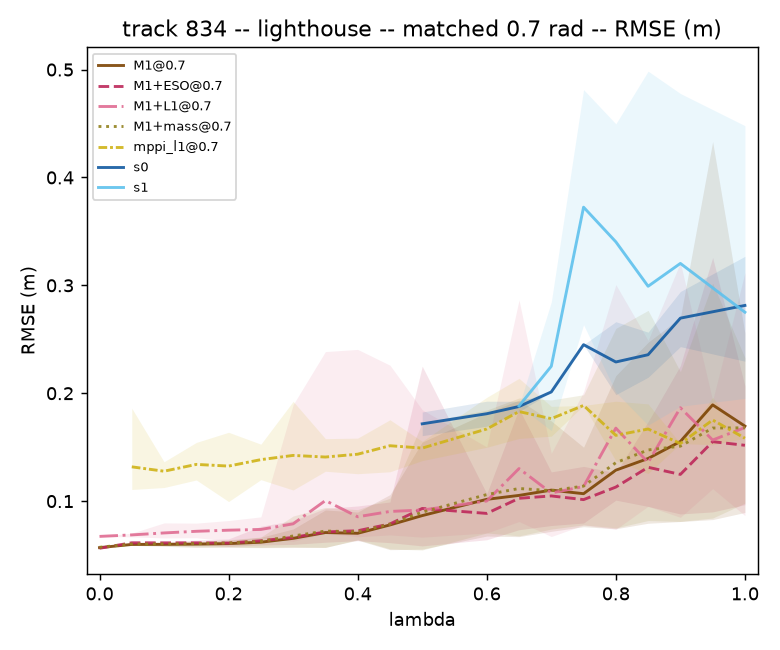 track 834 -- lighthouse -- matched 0.7 rad -- RMSE (m)
M1@0.7
M1+ESO@0.7
M1+L1@0.7
M1+mass@0.7
mppi_l1@0.7
s0
s1
RMSE (m)
0.5
0.4
0.3
0.2
0.1
0.0 0.2 0.4 0.6 0.8 1.0
lambda